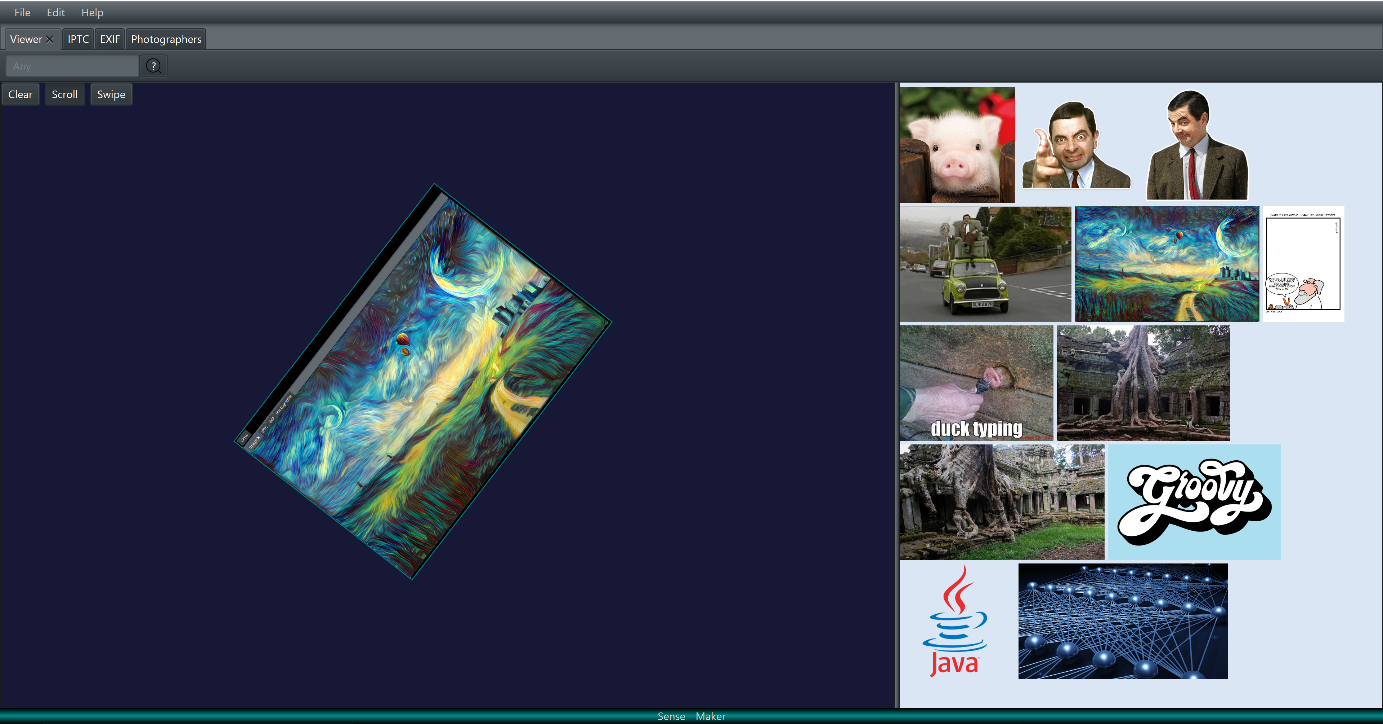 File Edit Help
Viewer IPTC EXIF Photographers
Any ?
Clear Scroll Swipe
duck typing
Groovy
Java
Sense Maker